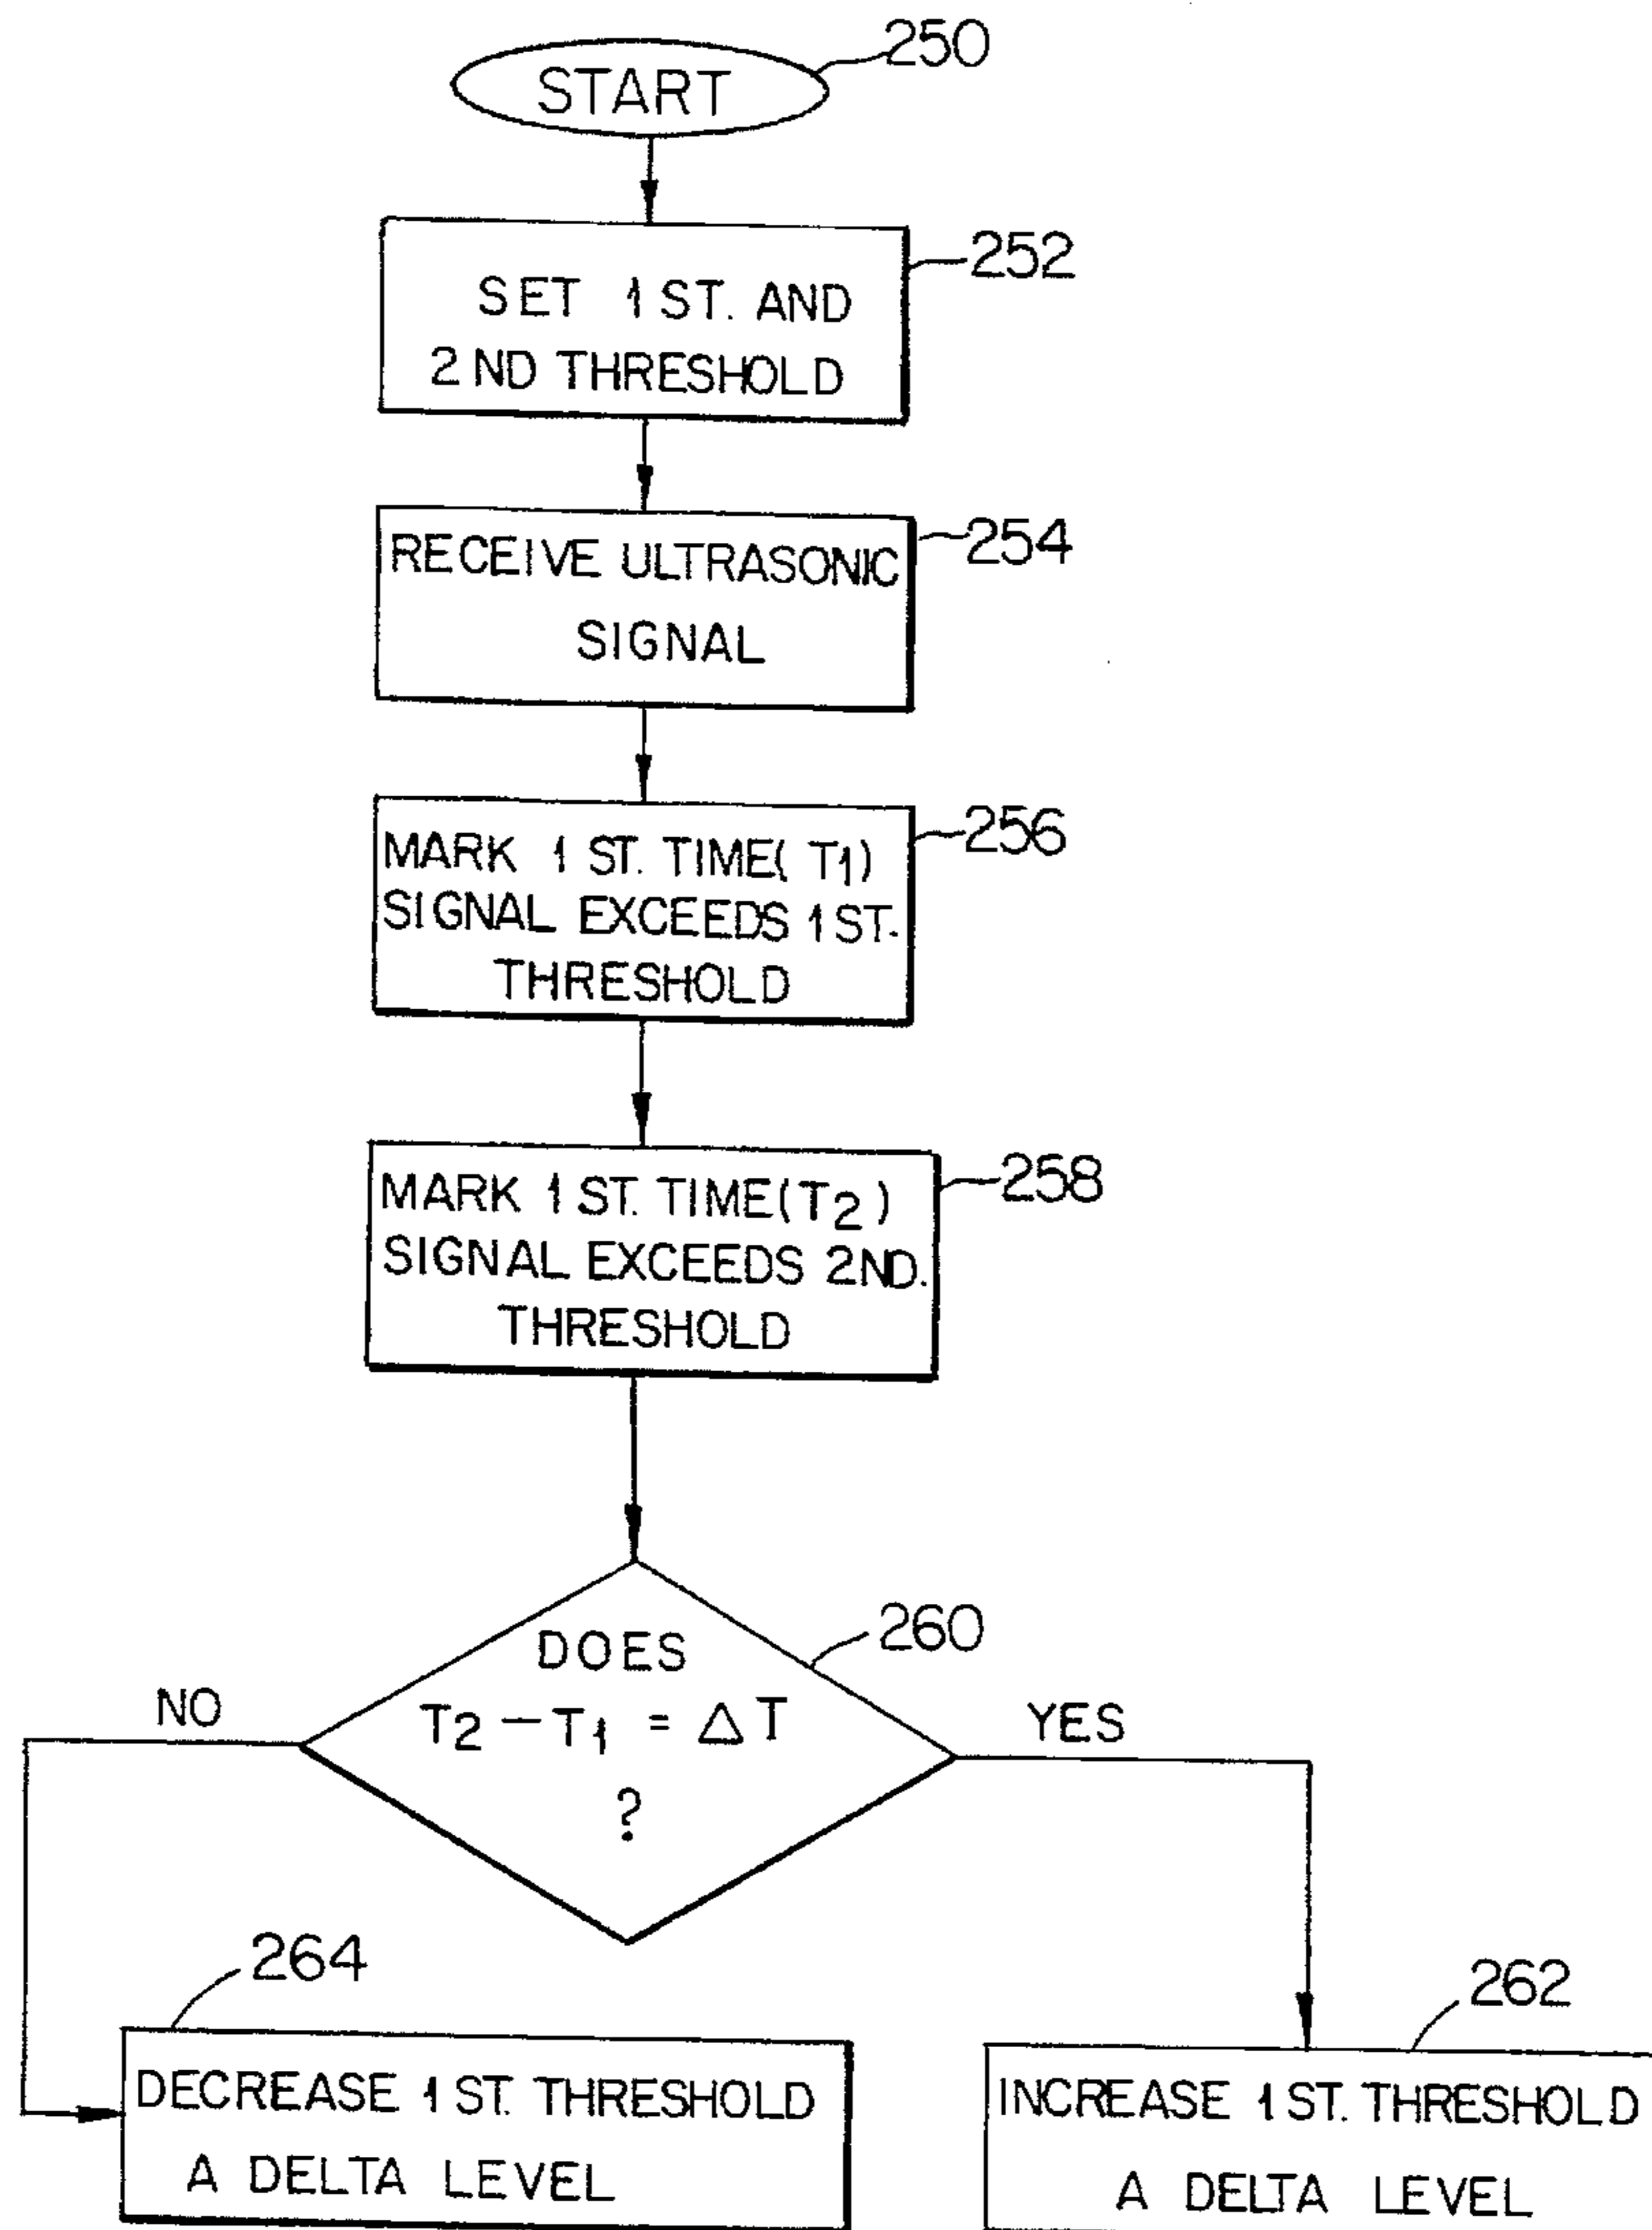 250
START
252
SET 1 ST. AND
2 ND THRESHOLD
254
RECEIVE ULTRASONIC
SIGNAL
256
MARK 1 ST. TIME( T1)
SIGNAL EXCEEDS 1 ST.
THRESHOLD
258
MARK 1 ST. TIME(T2)
SIGNAL EXCEEDS 2ND.
THRESHOLD
260
DOES
T2 - T1 = ΔT
?
NO
YES
264
DECREASE 1 ST. THRESHOLD
A DELTA LEVEL
262
INCREASE 1 ST. THRESHOLD
A DELTA LEVEL